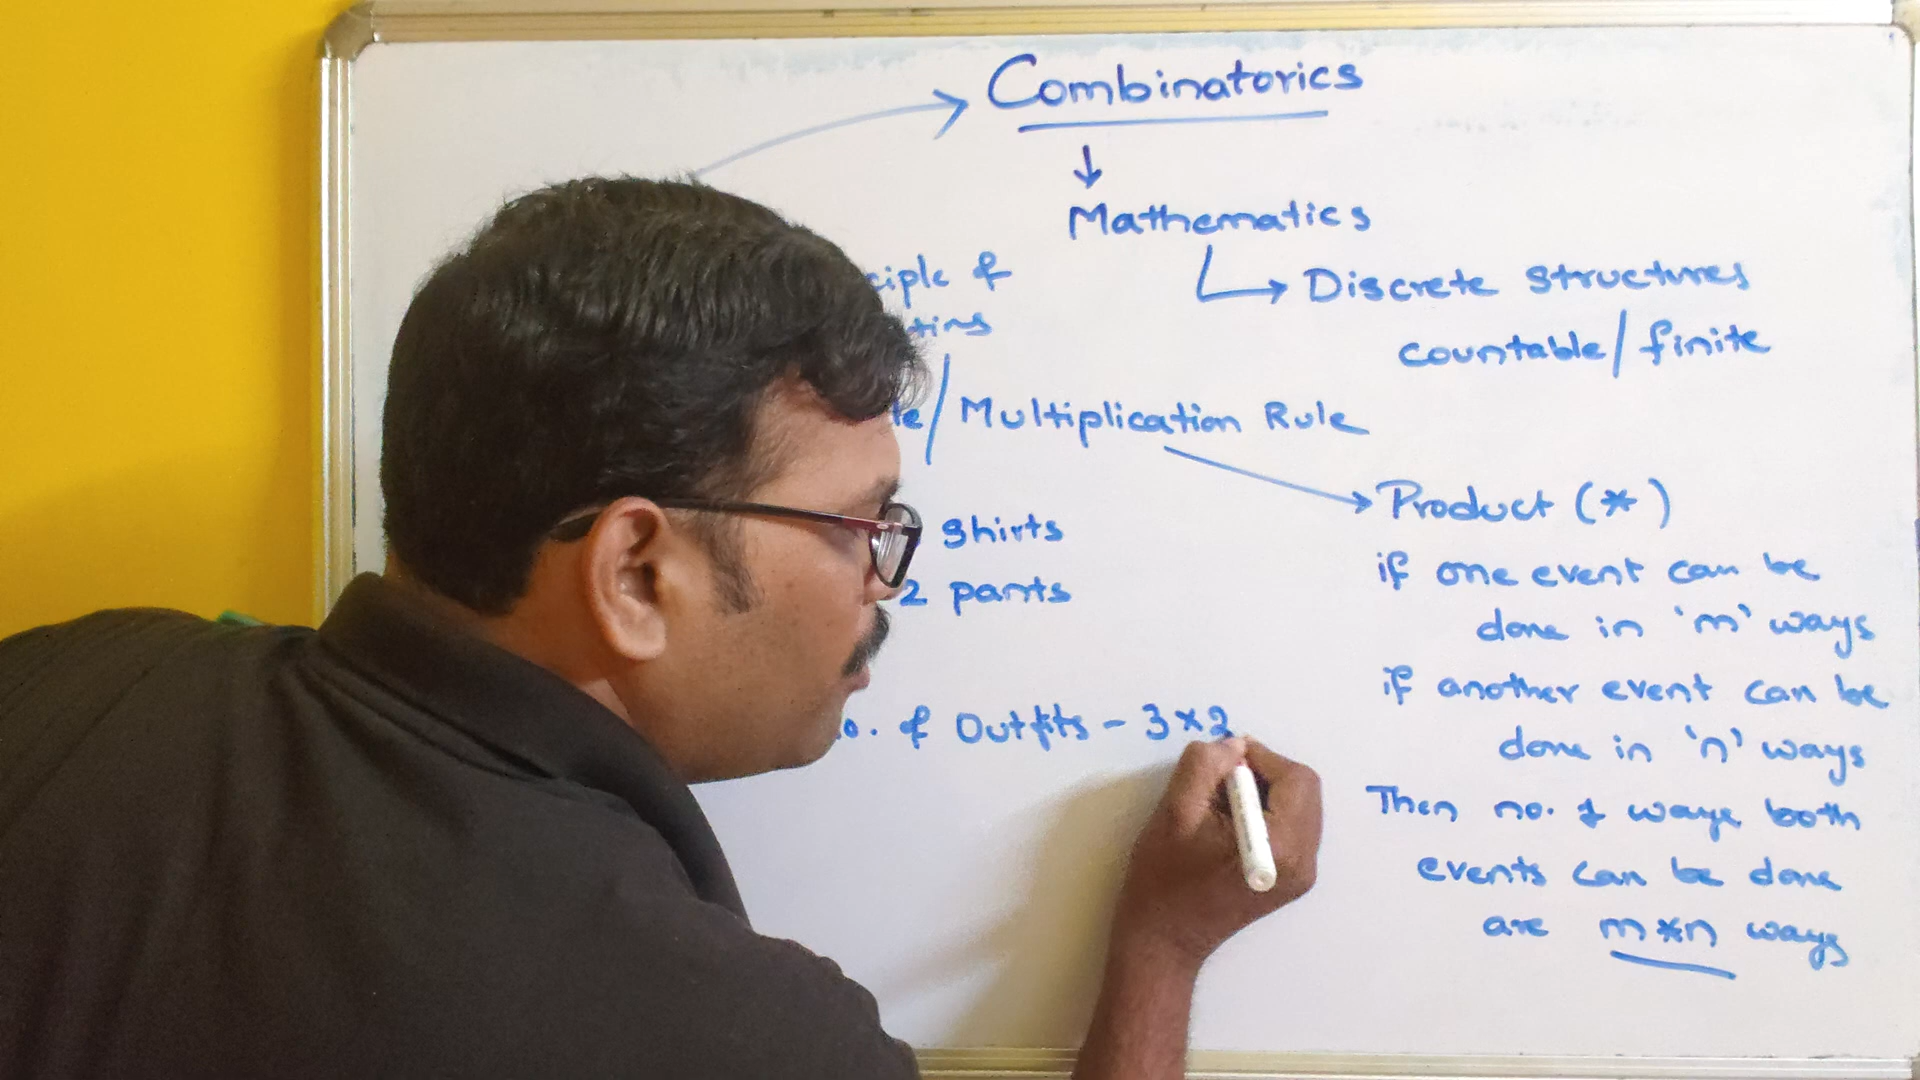 Combinatorics
↓
Mathematics
Discrete Structures
countable/finite
Multiplication Rule
Product (*)
if one event can be
done in 'm' ways
if another event can be
done in 'n' ways
Then no. of ways both
events can be done
are m*n ways
Shirts
2 pants
of Outfits - 3×2